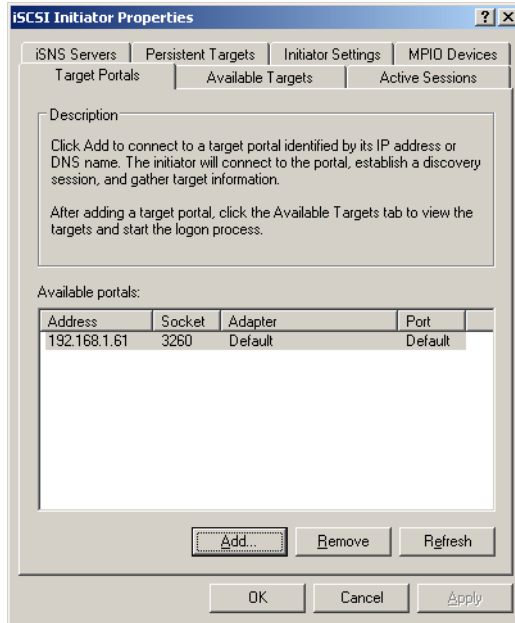 iSCSI Initiator Properties
? X
iSNS Servers Persistent Targets Initiator Settings MPIO Devices
Target Portals Available Targets Active Sessions
Description
Click Add to connect to a target portal identified by its IP address or
DNS name. The initiator will connect to the portal, establish a discovery
session, and gather target information.
After adding a target portal, click the Available Targets tab to view the
targets and start the logon process.
Available portals:
Address Socket Adapter Port
192.168.1.61 3260 Default Default
Add... Remove Refresh
OK Cancel Apply